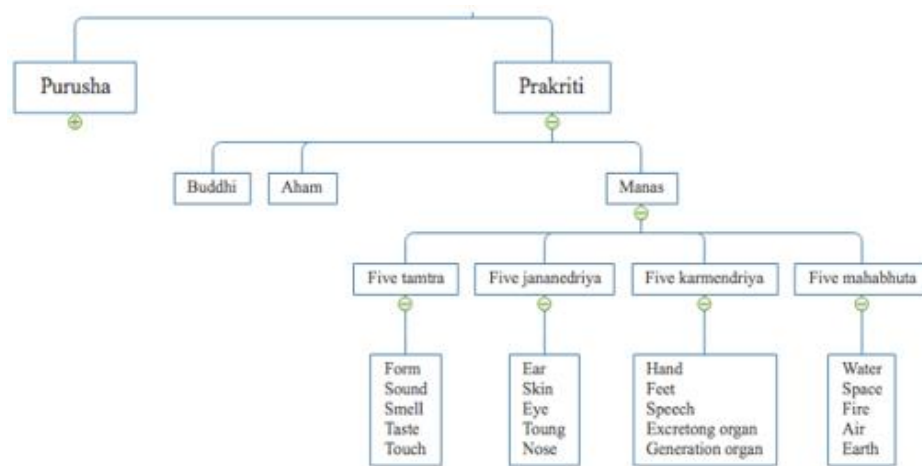 Purusha
Prakriti
Buddhi
Aham
Manas
Five tamtra
Five jananedriya
Five karmendriya
Five mahabhuta
Form
Sound
Smell
Taste
Touch
Ear
Skin
Eye
Toung
Nose
Hand
Feet
Speech
Excretong organ
Generation organ
Water
Space
Fire
Air
Earth